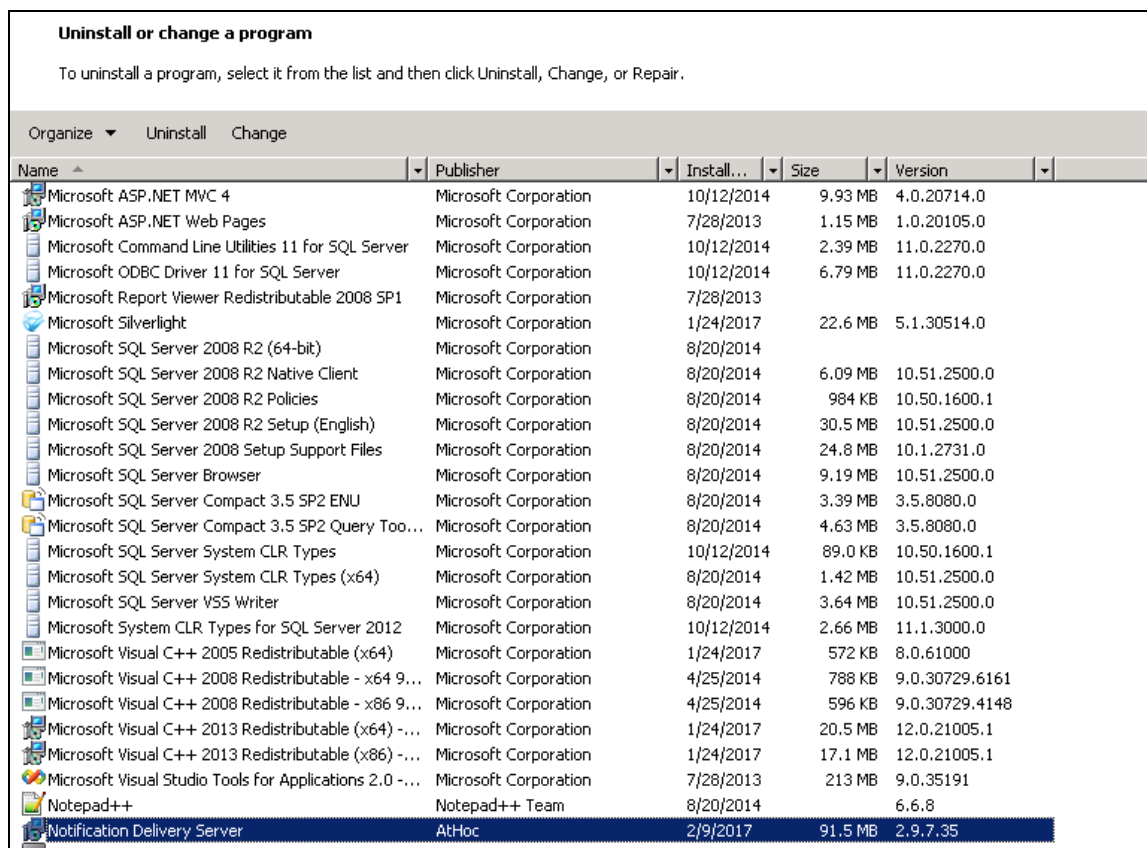 Uninstall or change a program
To uninstall a program, select it from the list and then click Uninstall, Change, or Repair.
Organize Uninstall Change
Name Publisher Install... Size Version
Microsoft ASP.NET MVC 4 Microsoft Corporation 10/12/2014 9.93 MB 4.0.20714.0
Microsoft ASP.NET Web Pages Microsoft Corporation 7/28/2013 1.15 MB 1.0.20105.0
Microsoft Command Line Utilities 11 for SQL Server Microsoft Corporation 10/12/2014 2.39 MB 11.0.2270.0
Microsoft ODBC Driver 11 for SQL Server Microsoft Corporation 10/12/2014 6.79 MB 11.0.2270.0
Microsoft Report Viewer Redistributable 2008 SP1 Microsoft Corporation 7/28/2013
Microsoft Silverlight Microsoft Corporation 1/24/2017 22.6 MB 5.1.30514.0
Microsoft SQL Server 2008 R2 (64-bit) Microsoft Corporation 8/20/2014
Microsoft SQL Server 2008 R2 Native Client Microsoft Corporation 8/20/2014 6.09 MB 10.51.2500.0
Microsoft SQL Server 2008 R2 Policies Microsoft Corporation 8/20/2014 984 KB 10.50.1600.1
Microsoft SQL Server 2008 R2 Setup (English) Microsoft Corporation 8/20/2014 30.5 MB 10.51.2500.0
Microsoft SQL Server 2008 Setup Support Files Microsoft Corporation 8/20/2014 24.8 MB 10.1.2731.0
Microsoft SQL Server Browser Microsoft Corporation 8/20/2014 9.19 MB 10.51.2500.0
Microsoft SQL Server Compact 3.5 SP2 ENU Microsoft Corporation 8/20/2014 3.39 MB 3.5.8080.0
Microsoft SQL Server Compact 3.5 SP2 Query Too... Microsoft Corporation 8/20/2014 4.63 MB 3.5.8080.0
Microsoft SQL Server System CLR Types Microsoft Corporation 10/12/2014 89.0 KB 10.50.1600.1
Microsoft SQL Server System CLR Types (x64) Microsoft Corporation 8/20/2014 1.42 MB 10.51.2500.0
Microsoft SQL Server VSS Writer Microsoft Corporation 8/20/2014 3.64 MB 10.51.2500.0
Microsoft System CLR Types for SQL Server 2012 Microsoft Corporation 10/12/2014 2.66 MB 11.1.3000.0
Microsoft Visual C++ 2005 Redistributable (x64) Microsoft Corporation 1/24/2017 572 KB 8.0.61000
Microsoft Visual C++ 2008 Redistributable - x64 9... Microsoft Corporation 4/25/2014 788 KB 9.0.30729.6161
Microsoft Visual C++ 2008 Redistributable - x86 9... Microsoft Corporation 4/25/2014 596 KB 9.0.30729.4148
Microsoft Visual C++ 2013 Redistributable (x64) -... Microsoft Corporation 1/24/2017 20.5 MB 12.0.21005.1
Microsoft Visual C++ 2013 Redistributable (x86) -... Microsoft Corporation 1/24/2017 17.1 MB 12.0.21005.1
Microsoft Visual Studio Tools for Applications 2.0 -... Microsoft Corporation 7/28/2013 213 MB 9.0.35191
Notepad++ Notepad++ Team 8/20/2014 6.6.8
Notification Delivery Server AtHoc 2/9/2017 91.5 MB 2.9.7.35